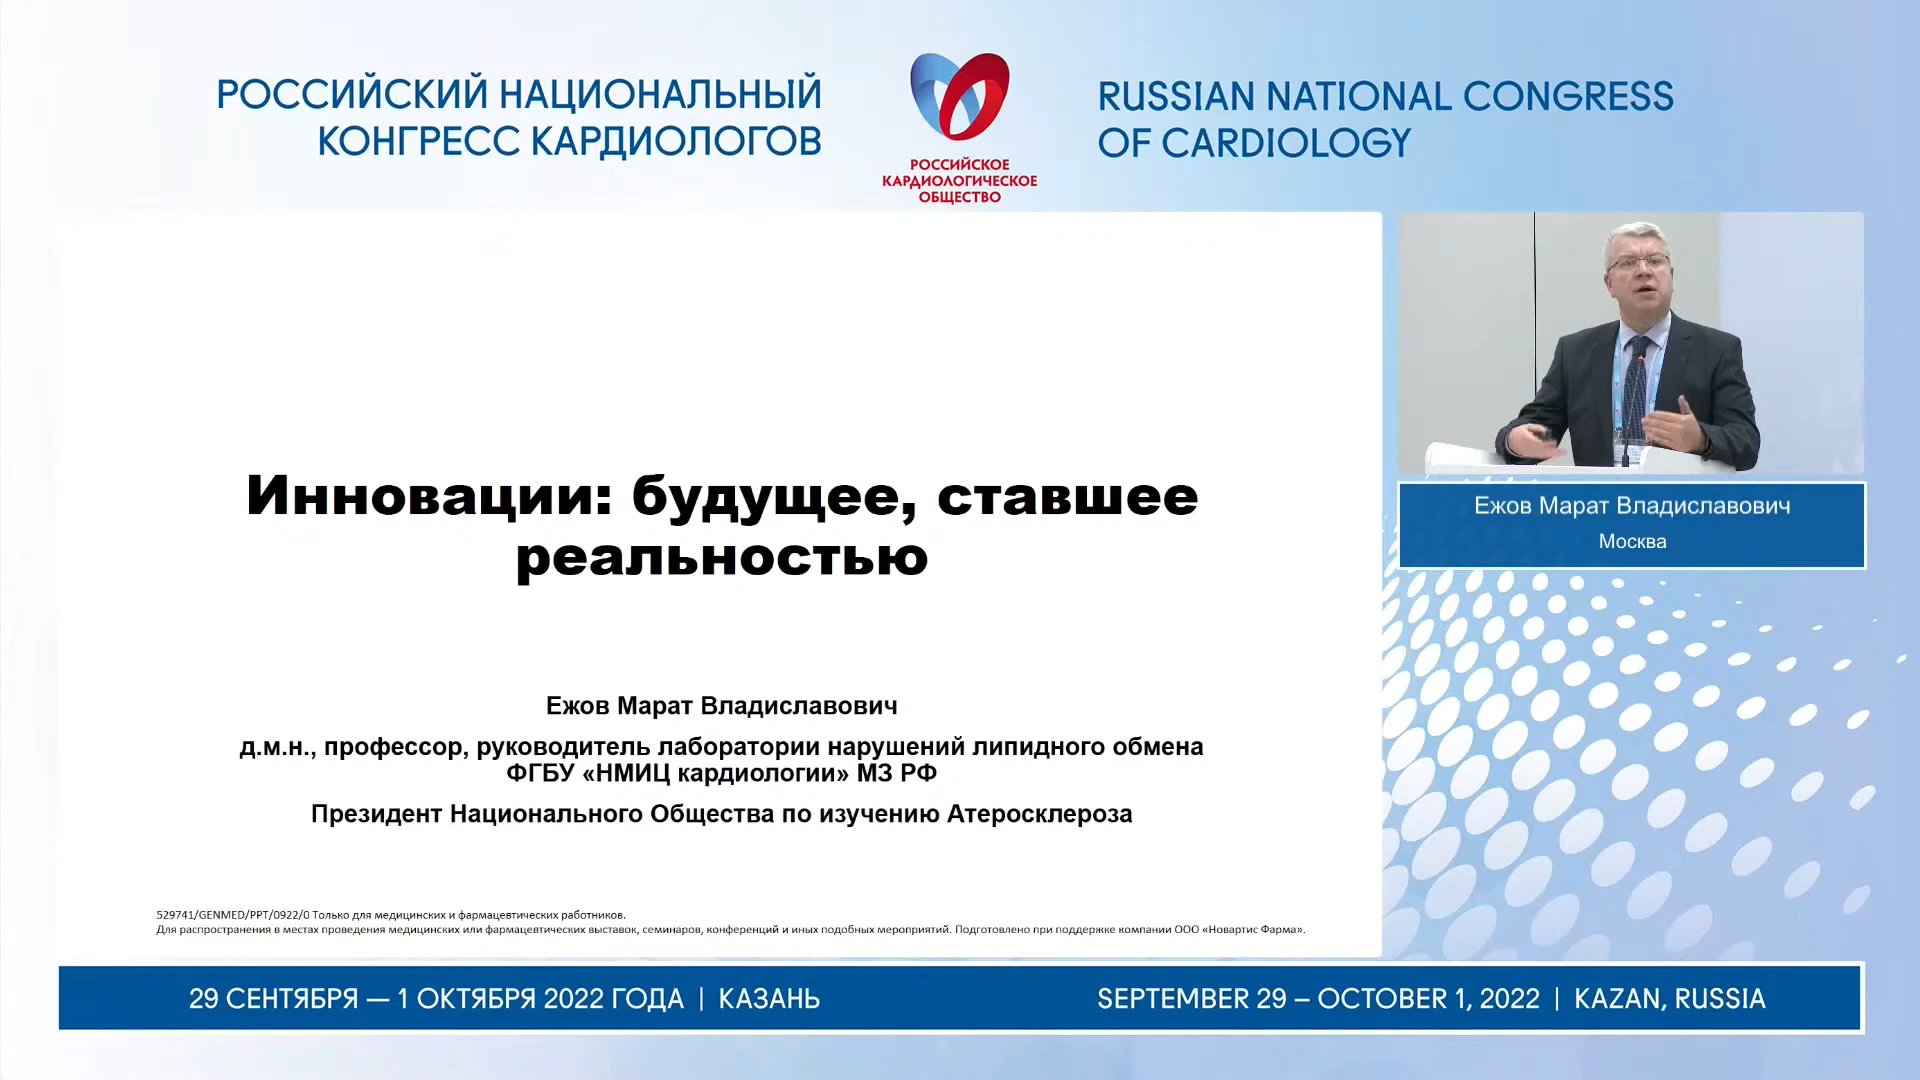 РОССИЙСКИЙ НАЦИОНАЛЬНЫЙ
КОНГРЕСС КАРДИОЛОГОВ
РОССИЙСКОЕ
КАРДИОЛОГИЧЕСКОЕ
ОБЩЕСТВО
RUSSIAN NATIONAL CONGRESS
OF CARDIOLOGY
Инновации: будущее, ставшее
реальностью
Ежов Марат Владиславович
д.м.н., профессор, руководитель лаборатории нарушений липидного обмена
ФГБУ «НМИЦ кардиологии» МЗ РФ
Президент Национального Общества по изучению Атеросклероза
529741/GENMED/PPT/0922/0 Только для медицинских и фармацевтических работников.
Для распространения в местах проведения медицинских или фармацевтических выставок, семинаров, конференций и иных подобных мероприятий. Подготовлено при поддержке компании ООО «Новартис Фарма».
Ежов Марат Владиславович
Москва
29 СЕНТЯБРЯ — 1 ОКТЯБРЯ 2022 ГОДА | КАЗАНЬ
SEPTEMBER 29 – OCTOBER 1, 2022 | KAZAN, RUSSIA